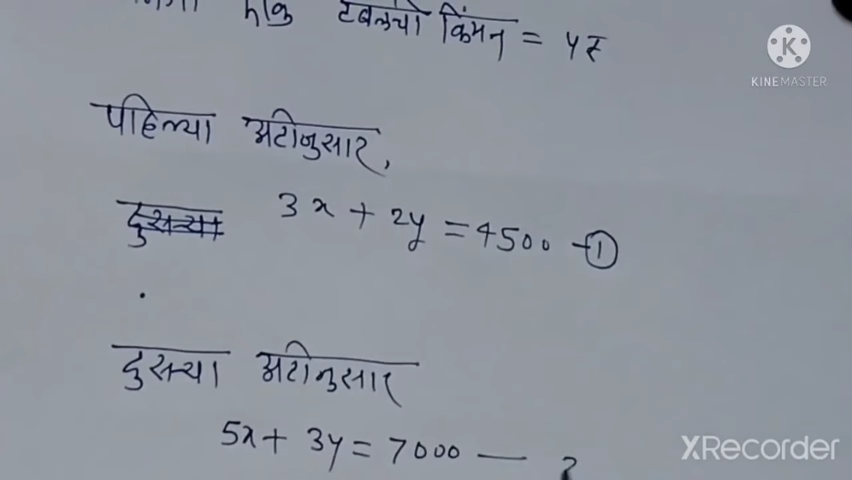 टेबलची किंमत = y रु
KINEMASTER
पहिल्या अटीनुसार,
3x + 2y = 4500 - ①
दुसऱ्या अटीनुसार
5x + 3y = 7000 — 2
XRecorder